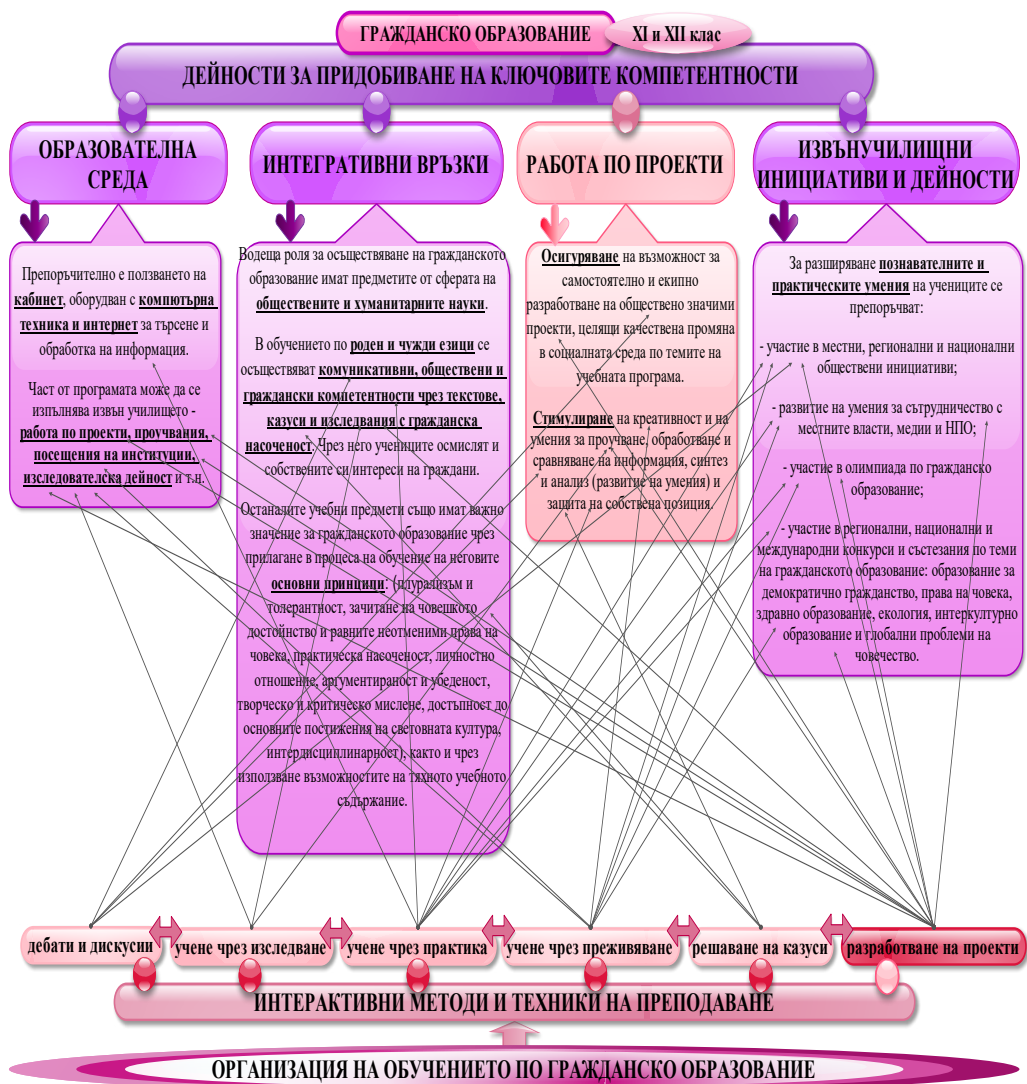 ГРАЖДАНСКО ОБРАЗОВАНИЕ
XI и XII клас
ДЕЙНОСТИ ЗА ПРИДОБИВАНЕ НА КЛЮЧОВИТЕ КОМПЕТЕНТНОСТИ
ОБРАЗОВАТЕЛНА
СРЕДА
Препоръчително е ползването на
кабинет, оборудван с компютърна
техника и интернет за търсене и
обработка на информация.
Част от програмата може да се
изпълнява извън училището -
работа по проекти, проучвания,
посещения на институции,
изследователска дейност и т.н.
ИНТЕГРАТИВНИ ВРЪЗКИ
Водеща роля за осъществяване на гражданското
образование имат предметите от сферата на
обществените и хуманитарните науки.
В обучението по роден и чужди езици се
осъществяват комуникативни, обществени и
граждански компетентности чрез текстове,
казуси и изследвания с гражданска
насоченост. Чрез него учениците осмислят и
собствените си интереси на граждани.
Останалите учебни предмети също имат важно
значение за гражданското образование чрез
прилагане в процеса на обучение на неговите
основни принципи: (плурализъм и
толерантност, зачитане на човешкото
достойнство и равните неотменими права на
човека, практическа насоченост, личностно
отношение, аргументираност и убеденост,
творческо и критическо мислене, достъпност до
основните постижения на световната култура,
интердисциплинарност), както и чрез
използване възможностите на тяхното учебното
съдържание.
РАБОТА ПО ПРОЕКТИ
Осигуряване на възможност за
самостоятелно и екипно
разработване на обществено значими
проекти, целящи качествена промяна
в социалната среда по темите на
учебната програма.
Стимулиране на креативност и на
умения за проучване, обработване и
сравняване на информация, синтез
и анализ (развитие на умения) и
защита на собствена позиция.
ИЗВЪНУЧИЛИЩНИ
ИНИЦИАТИВИ И ДЕЙНОСТИ
За разширяване познавателните и
практическите умения на учениците се
препоръчват:
- участие в местни, регионални и национални
обществени инициативи;
- развитие на умения за сътрудничество с
местните власти, медии и НПО;
- участие в олимпиада по гражданско
образование;
- участие в регионални, национални и
международни конкурси и състезания по теми
на гражданското образование: образование за
демократично гражданство, права на човека,
здравно образование, екология, интеркултурно
образование и глобални проблеми на
човечество.
дебати и дискусии
учене чрез изследване
учене чрез практика
учене чрез преживяване
решаване на казуси
разработване на проекти
ИНТЕРАКТИВНИ МЕТОДИ И ТЕХНИКИ НА ПРЕПОДАВАНЕ
ОРГАНИЗАЦИЯ НА ОБУЧЕНИЕТО ПО ГРАЖДАНСКО ОБРАЗОВАНИЕ